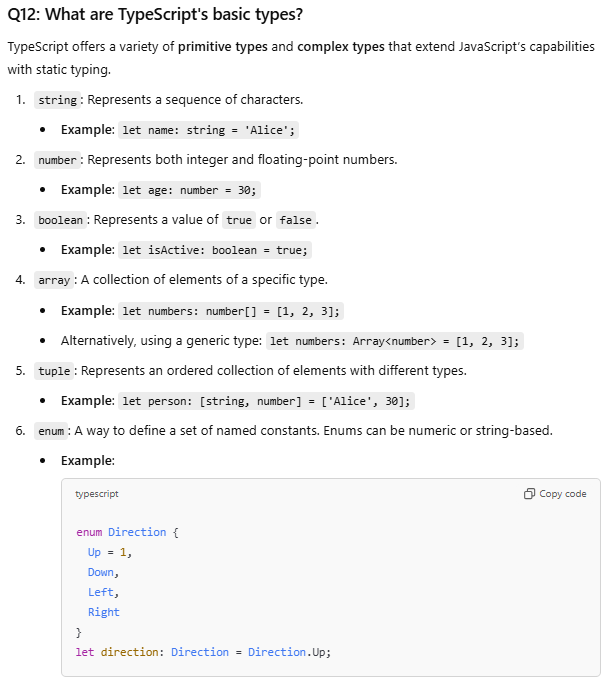 Q12: What are TypeScript's basic types?
TypeScript offers a variety of primitive types and complex types that extend JavaScript's capabilities
with static typing.
1. string: Represents a sequence of characters.
• Example: let name: string = 'Alice';
2. number: Represents both integer and floating-point numbers.
• Example: let age: number = 30;
3. boolean: Represents a value of true or false.
• Example: let isActive: boolean = true;
4. array: A collection of elements of a specific type.
• Example: let numbers: number[] = [1, 2, 3];
• Alternatively, using a generic type: let numbers: Array<number> = [1, 2, 3];
5. tuple: Represents an ordered collection of elements with different types.
• Example: let person: [string, number] = ['Alice', 30];
6. enum: A way to define a set of named constants. Enums can be numeric or string-based.
• Example:
typescript Copy code
enum Direction {
Up = 1,
Down,
Left,
Right
}
let direction: Direction = Direction.Up;